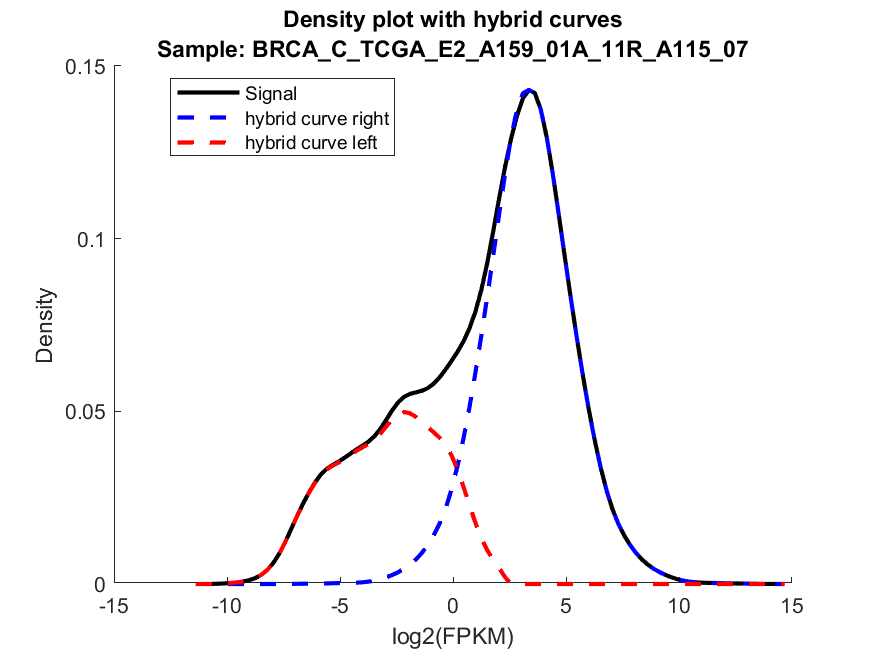 Density plot with hybrid curves
Sample: BRCA_C_TCGA_E2_A159_01A_11R_A115_07
Signal
hybrid curve right
hybrid curve left
0.15
0.1
0.05
0
Density
-15
-10
-5
0
5
10
15
log2(FPKM)